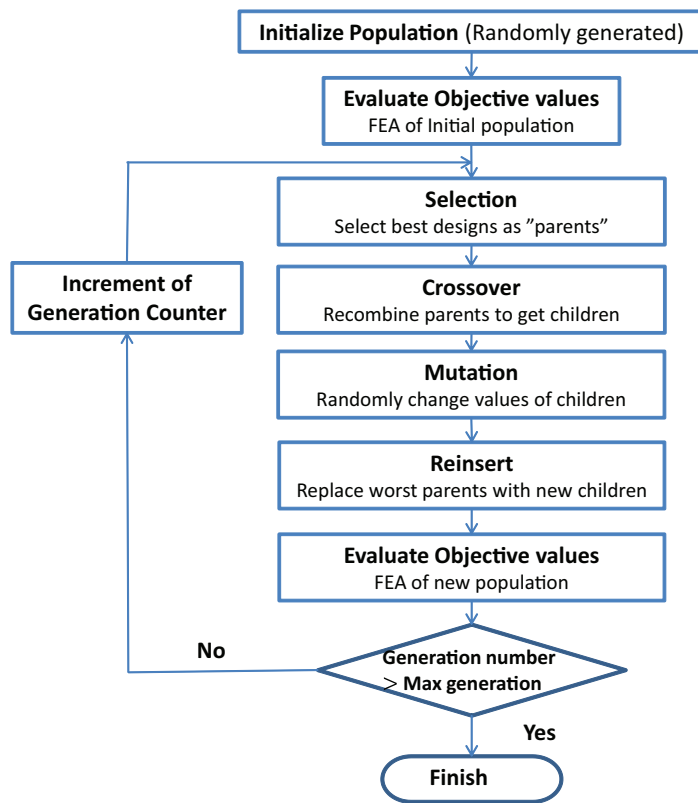 Initialize Population (Randomly generated)
Evaluate Objective values
FEA of Initial population
Selection
Select best designs as ”parents”
Increment of
Generation Counter
Crossover
Recombine parents to get children
Mutation
Randomly change values of children
Reinsert
Replace worst parents with new children
Evaluate Objective values
FEA of new population
No
Generation number
> Max generation
Yes
Finish